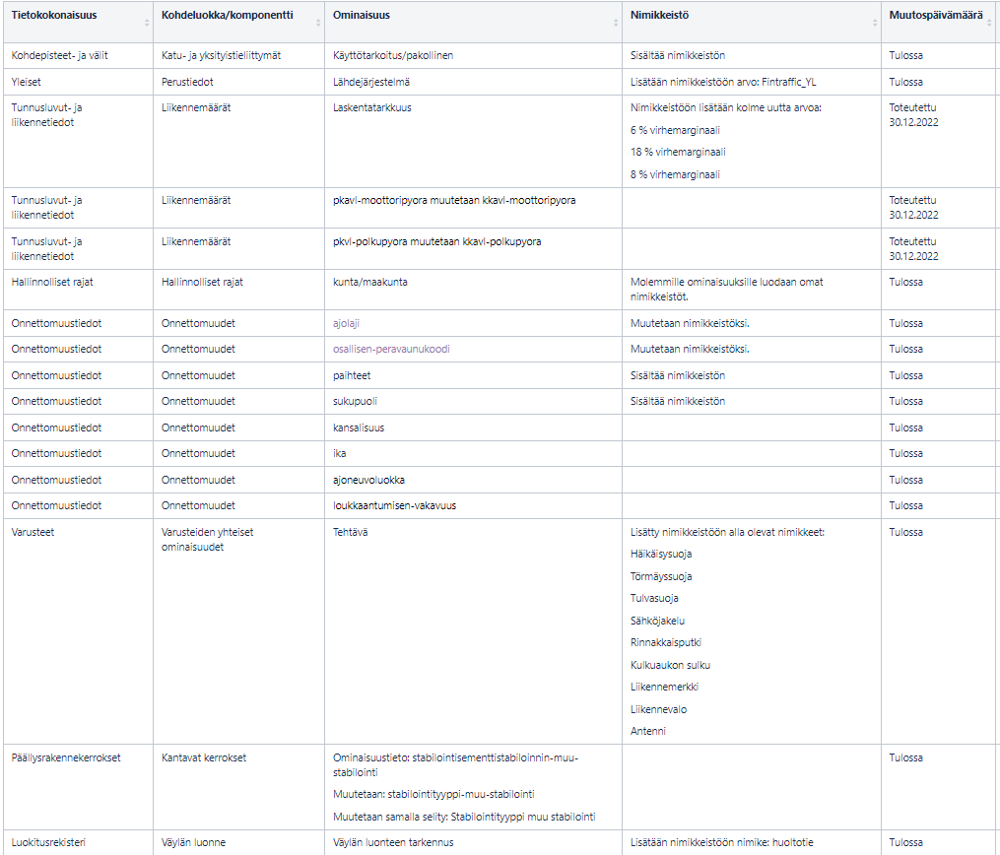 Tietokokonaisuus Kohdeluokka/komponentti Ominaisuus Nimikkeistö Muutospäivämäärä
Kohdepisteet- ja välit Katu- ja yksityistieliittymät Käyttötarkoitus/pakollinen Sisältää nimikkeistön Tulossa
Yleiset Perustiedot Lähdejärjestelmä Lisätään nimikkeistöön arvo: Fintraffic_YL Tulossa
Tunnusluvut- ja Liikennemäärät Laskentatarkkuus Nimikkeistöön lisätään kolme uutta arvoa: Toteutettu
liikennetiedot 30.12.2022
6 % virhemarginaali
18 % virhemarginaali
8 % virhemarginaali
Tunnusluvut- ja Liikennemäärät pkavl-moottoripyora muutetaan kkavl-moottoripyora Toteutettu
liikennetiedot 30.12.2022
Tunnusluvut- ja Liikennemäärät pkvl-polkupyora muutetaan kkavl-polkupyora Toteutettu
liikennetiedot 30.12.2022
Hallinnolliset rajat Hallinnolliset rajat kunta/maakunta Molemmille ominaisuuksille luodaan omat Tulossa
nimikkeistöt.
Onnettomuustiedot Onnettomuudet ajolaji Muutetaan nimikkeistöksi. Tulossa
Onnettomuustiedot Onnettomuudet osallisen-peravaunukoodi Muutetaan nimikkeistöksi. Tulossa
Onnettomuustiedot Onnettomuudet paihteet Sisältää nimikkeistön Tulossa
Onnettomuustiedot Onnettomuudet sukupuoli Sisältää nimikkeistön Tulossa
Onnettomuustiedot Onnettomuudet kansalisuus Tulossa
Onnettomuustiedot Onnettomuudet ika Tulossa
Onnettomuustiedot Onnettomuudet ajoneuvoluokka Tulossa
Onnettomuustiedot Onnettomuudet loukkaantumisen-vakavuus Tulossa
Varusteet Varusteiden yhteiset Tehtävä Lisätty nimikkeistöön alla olevat nimikkeet: Tulossa
ominaisuudet
Häikäisysuoja
Törmäyssuoja
Tulvasuoja
Sähköjakelu
Rinnakkaisputki
Kulkuaukon sulku
Liikennemerkki
Liikennevalo
Antenni
Päällysrakennekerrokset Kantavat kerrokset Ominaisuustieto: stabilointisementtistabiloinnin-muu- Tulossa
stabilointi
Muutetaan: stabilointityyppi-muu-stabilointi
Muutetaan samalla selity: Stabilointityyppi muu stabilointi
Luokitusrekisteri Väylän luonne Väylän luonteen tarkennus Lisätään nimikkeistöön nimike: huoltotie Tulossa